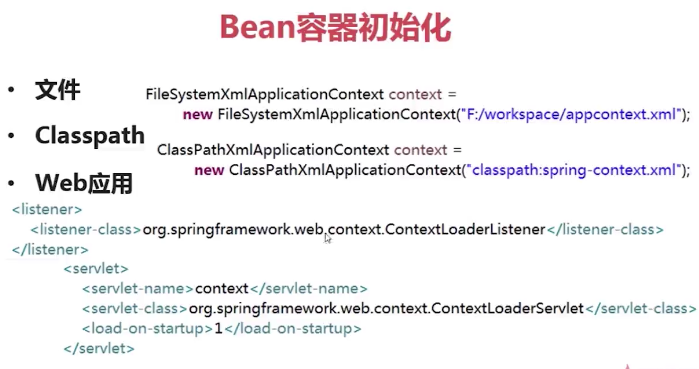 Bean容器初始化
• 文件
FileSystemXmlApplicationContext context =
new FileSystemXmlApplicationContext("F:/workspace/appcontext.xml");
• Classpath
ClassPathXmlApplicationContext context =
new ClassPathXmlApplicationContext("classpath:spring-context.xml");
• Web应用
<listener>
<listener-class>org.springframework.web.context.ContextLoaderListener</listener-class>
</listener>
<servlet>
<servlet-name>context</servlet-name>
<servlet-class>org.springframework.web.context.ContextLoaderServlet</servlet-class>
<load-on-startup>1</load-on-startup>
</servlet>